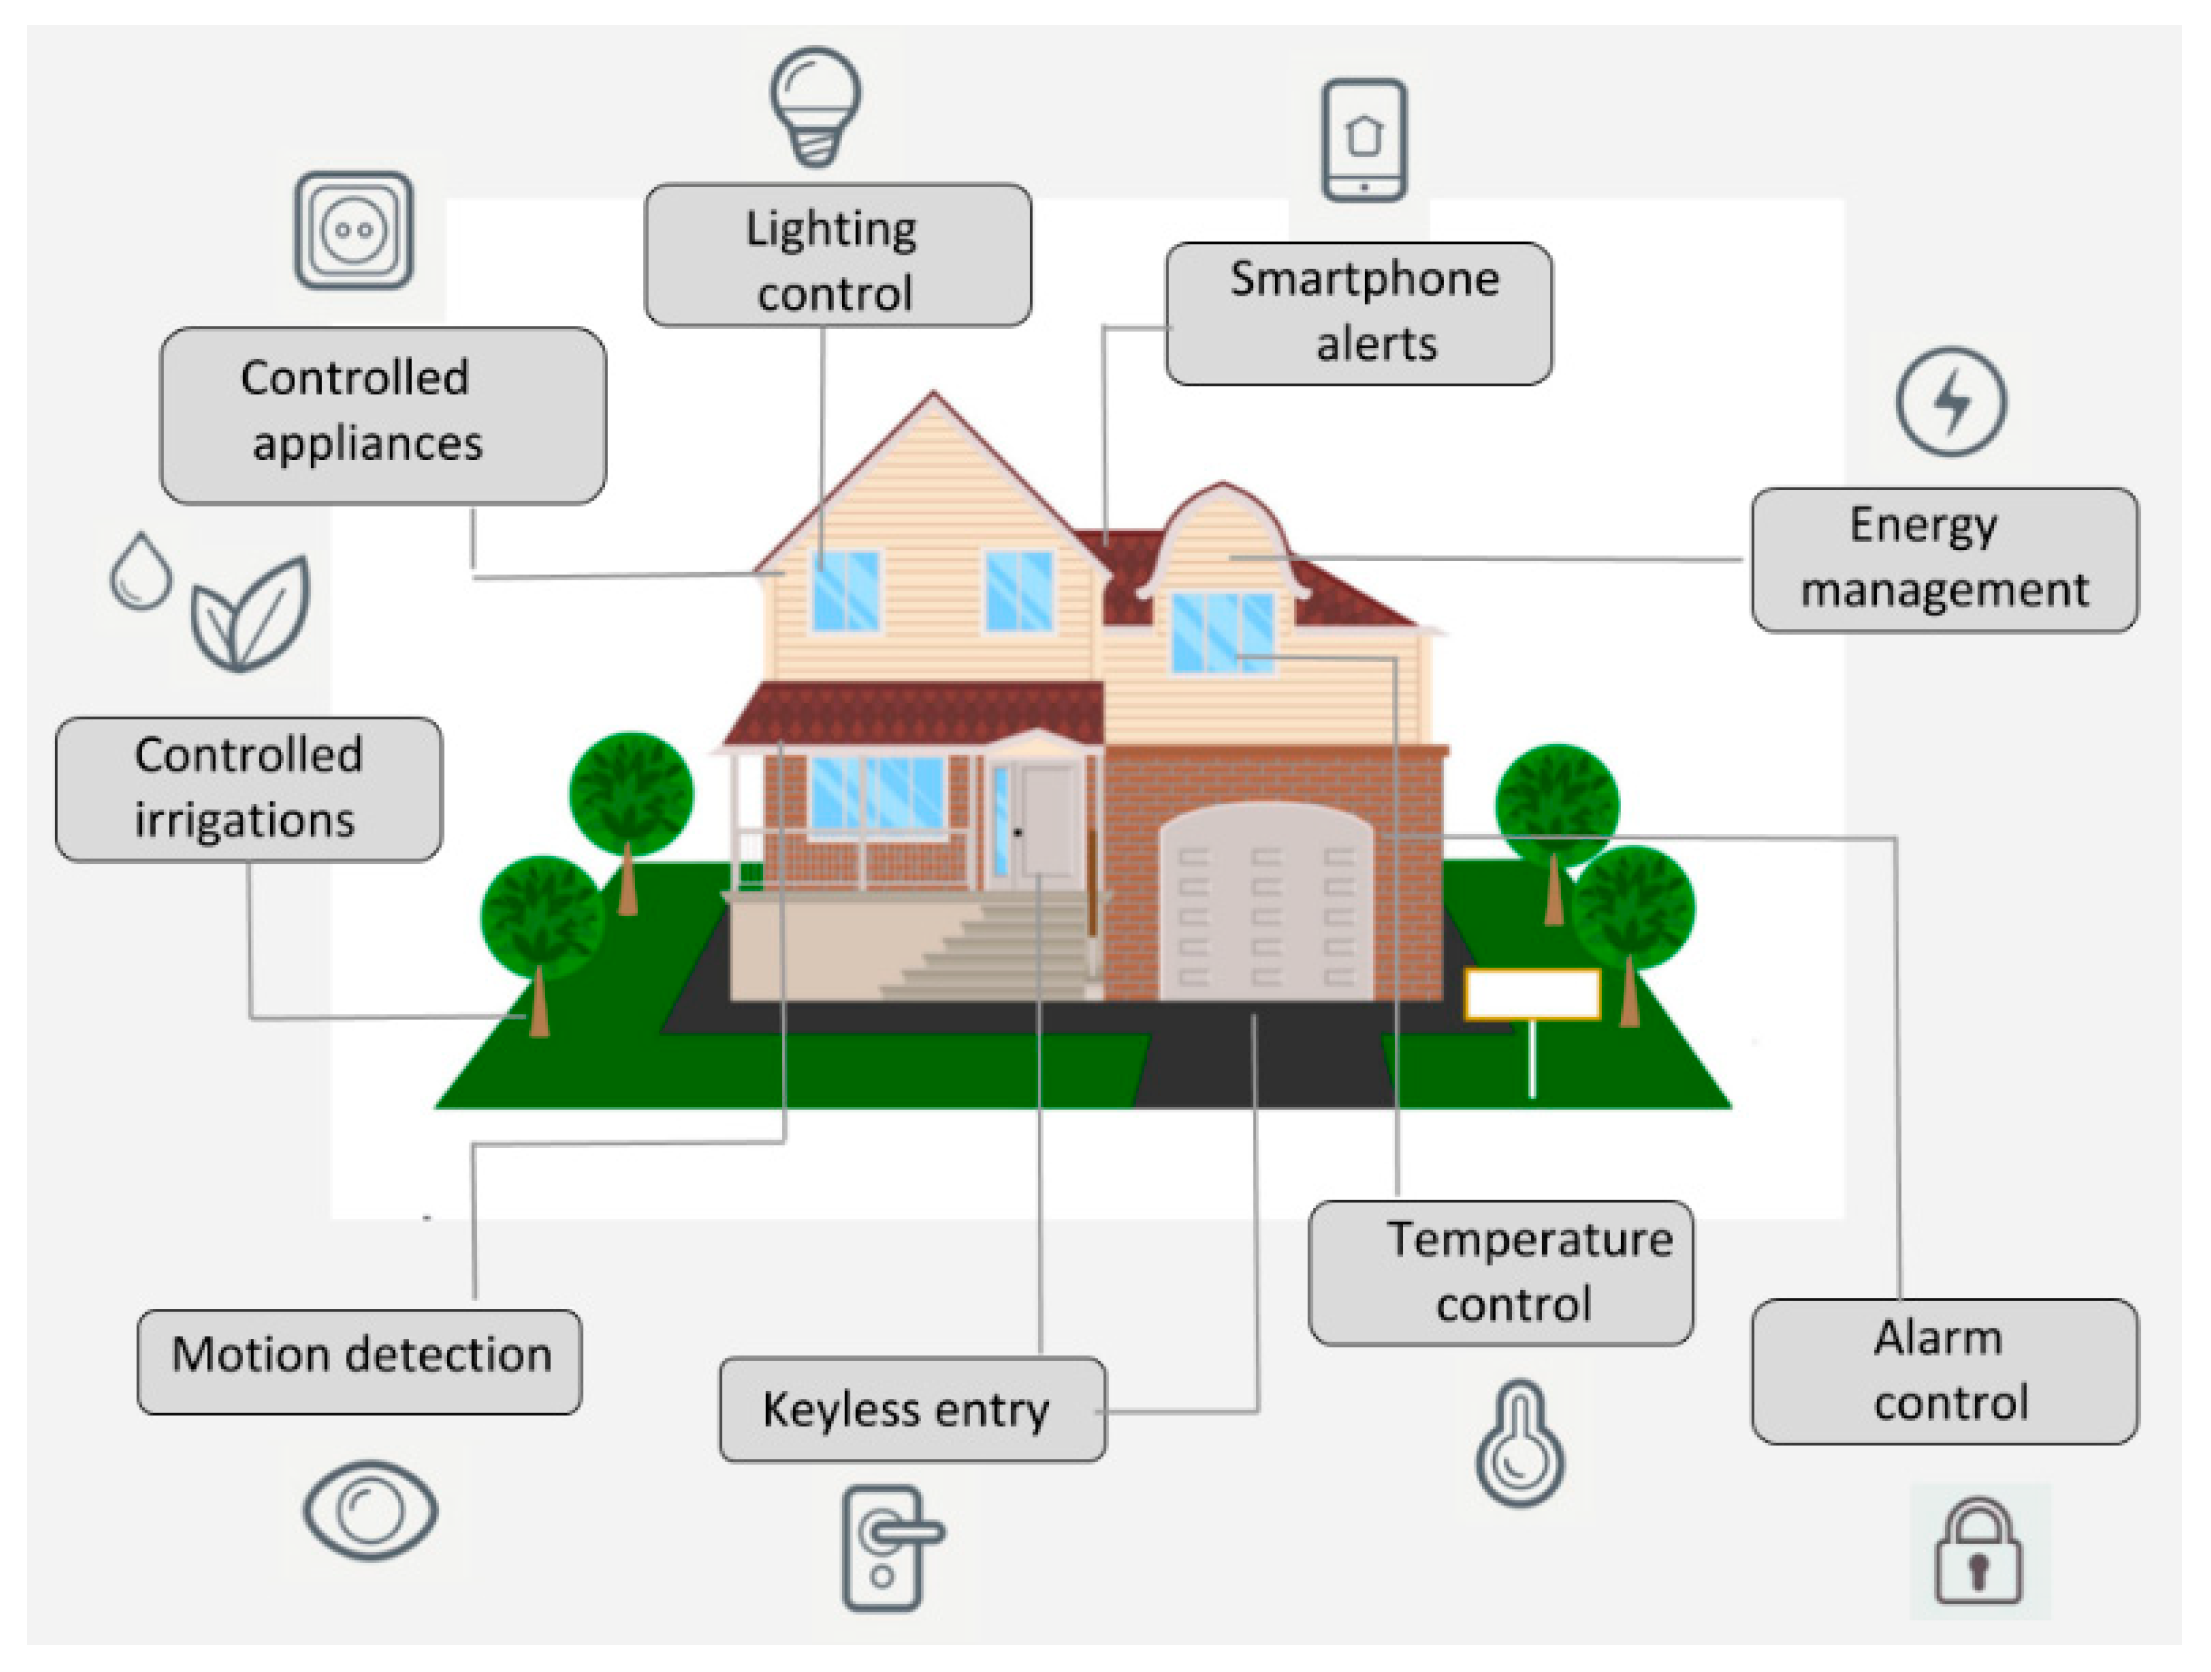 Lighting
control
Smartphone
alerts
Controlled
appliances
Energy
management
Controlled
irrigations
Temperature
control
Motion detection
Keyless entry
Alarm
control